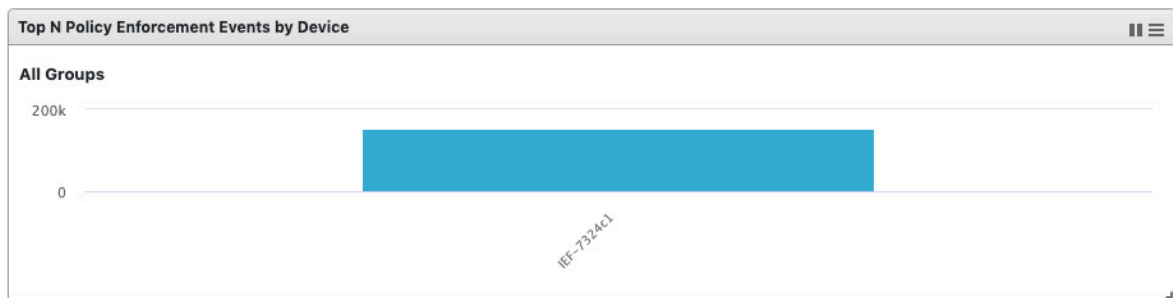 Top N Policy Enforcement Events by Device
All Groups
200k
0
IEF-7324c1